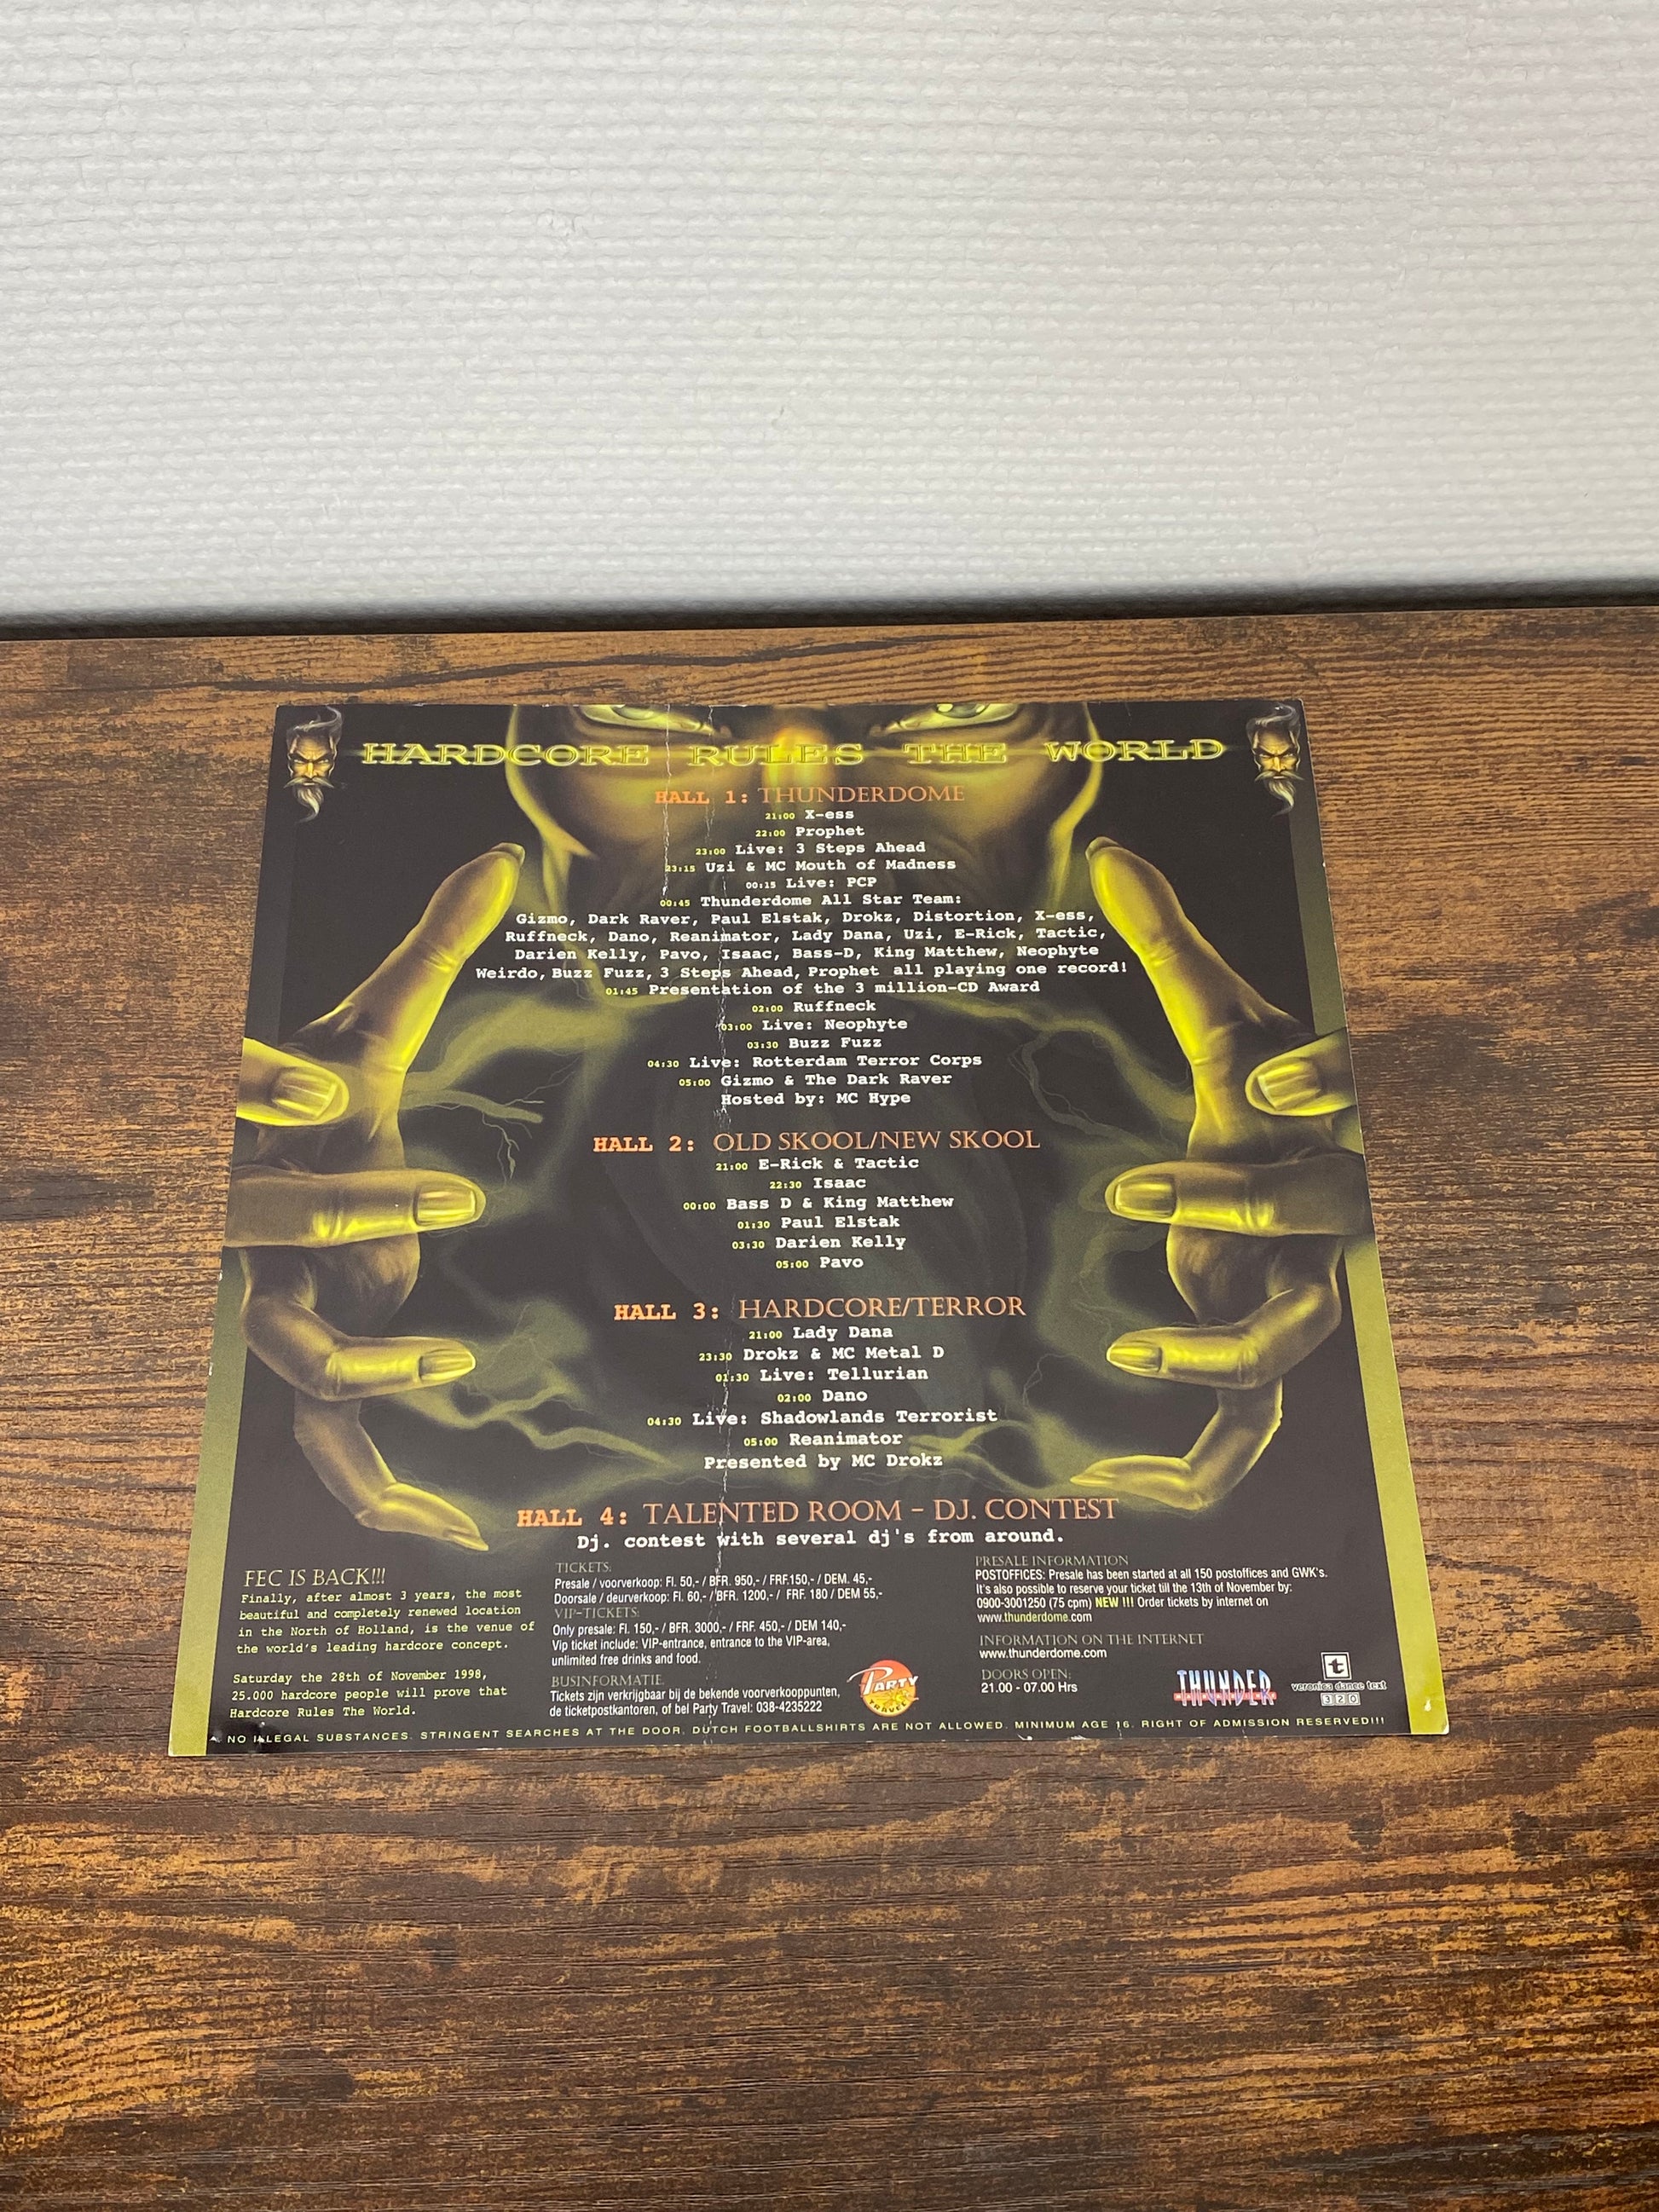 HARDCORE RULES THE WORLD
HALL 1: THUNDERDOME
21:00 X-ess
22:00 Prophet
23:00 Live: 3 Steps Ahead
23:15 Uzi & MC Mouth of Madness
00:15 Live: PCP
00:45 Thunderdome All Star Team:
Gizmo, Dark Raver, Paul Elstak, Drokz, Distortion, X-ess,
Ruffneck, Dano, Reanimator, Lady Dana, Uzi, E-Rick, Tactic,
Darien Kelly, Pavo, Isaac, Bass-D, King Matthew, Neophyte
Weirdo, Buzz Fuzz, 3 Steps Ahead, Prophet all playing one record!
01:45 Presentation of the 3 million-CD Award
02:00 Ruffneck
03:00 Live: Neophyte
03:30 Buzz Fuzz
04:30 Live: Rotterdam Terror Corps
05:00 Gizmo & The Dark Raver
Hosted by: MC Hype
HALL 2: OLD SKOOL/NEW SKOOL
21:00 E-Rick & Tactic
22:30 Isaac
00:00 Bass D & King Matthew
01:30 Paul Elstak
03:30 Darien Kelly
05:00 Pavo
HALL 3: HARDCORE/TERROR
21:00 Lady Dana
23:30 Drokz & MC Metal D
01:30 Live: Tellurian
02:00 Dano
04:30 Live: Shadowlands Terrorist
05:00 Reanimator
Presented by MC Drokz
HALL 4: TALENTED ROOM - DJ. CONTEST
Dj. contest with several dj's from around.
FEC IS BACK!!!
Finally, after almost 3 years, the most
beautiful and completely renewed location
in the North of Holland, is the venue of
the world's leading hardcore concept.
Saturday the 28th of November 1998,
25.000 hardcore people will prove that
Hardcore Rules The World.
TICKETS:
Presale / voorverkoop: Fl. 50,- / BFR. 950,- / FRF.150,- / DEM. 45,-
Doorsale / deurverkoop: Fl. 60,- / BFR. 1200,- / FRF. 180 / DEM 55,-
VIP-TICKETS:
Only presale: Fl. 150,- / BFR. 3000,- / FRF. 450,- / DEM 140,-
Vip ticket include: VIP-entrance, entrance to the VIP-area,
unlimited free drinks and food.
BUSINFORMATIE.
Tickets zijn verkrijgbaar bij de bekende voorverkooppunten,
de ticketpostkantoren, of bel Party Travel: 038-4235222
PARTY
TRAVEL
PRESALE INFORMATION
POSTOFFICES: Presale has been started at all 150 postoffices and GWK's.
It's also possible to reserve your ticket till the 13th of November by:
0900-3001250 (75 cpm) NEW !!! Order tickets by internet on
www.thunderdome.com
INFORMATION ON THE INTERNET
www.thunderdome.com
DOORS OPEN:
21.00 - 07.00 Hrs
THUNDER
t
veronica dance text
320
NO ILLEGAL SUBSTANCES. STRINGENT SEARCHES AT THE DOOR. DUTCH FOOTBALLSHIRTS ARE NOT ALLOWED. MINIMUM AGE 16. RIGHT OF ADMISSION RESERVED!!!